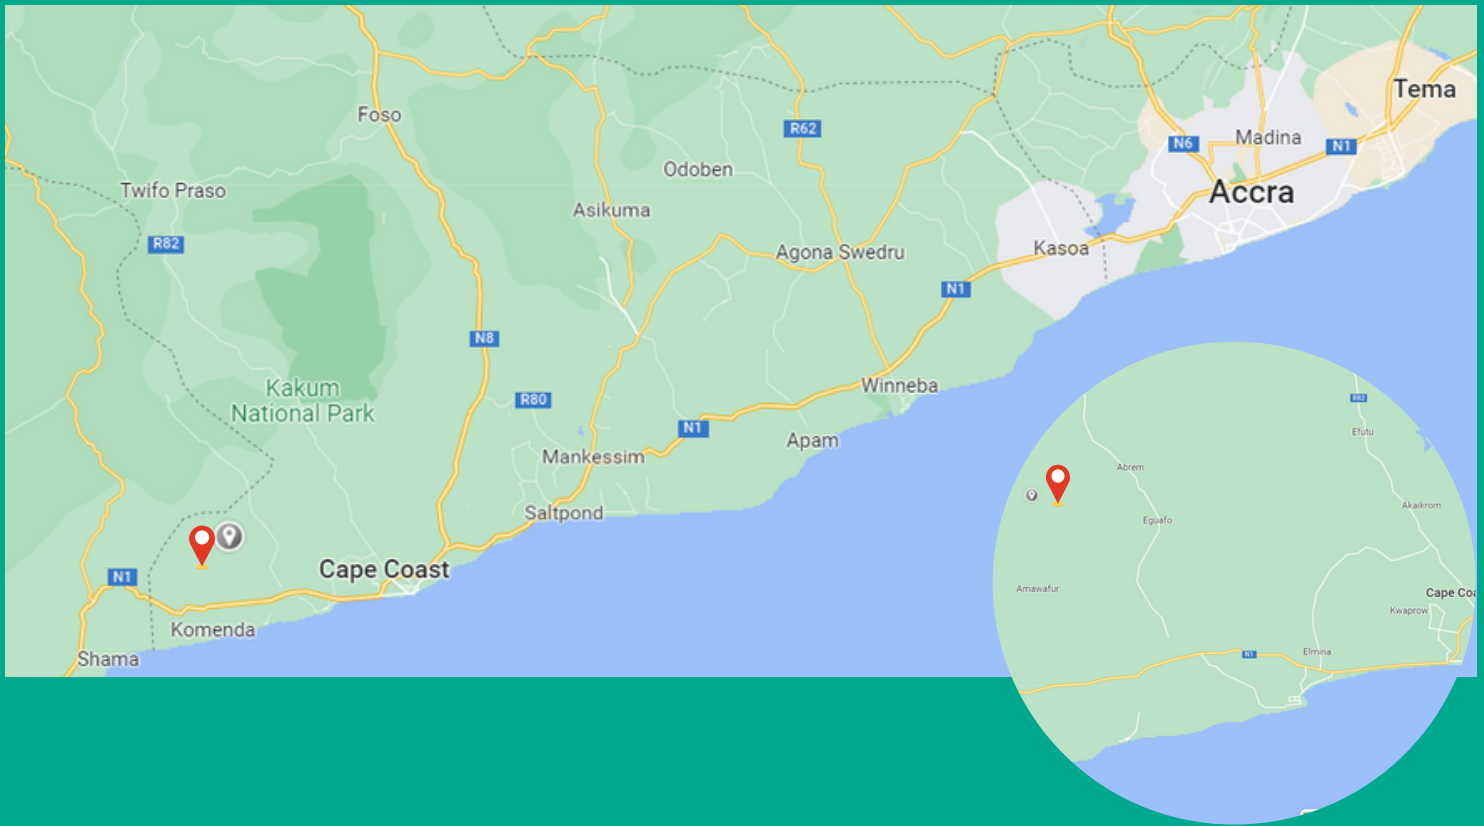 Tema
Foso
R62
Madina
N6
N1
Odoben
Twifo Praso
Accra
Asikuma
R82
Kasoa
Agona Swedru
N1
N8
Kakum
National Park
Winneba
R80
N1
Apam
Mankessim
Saltpond
Cape Coast
N1
Komenda
Shama
R82
Efutu
Abrem
Akaikrom
Eguafo
Amawafur
Cape Coa
Kwaprow
Elmina
N1